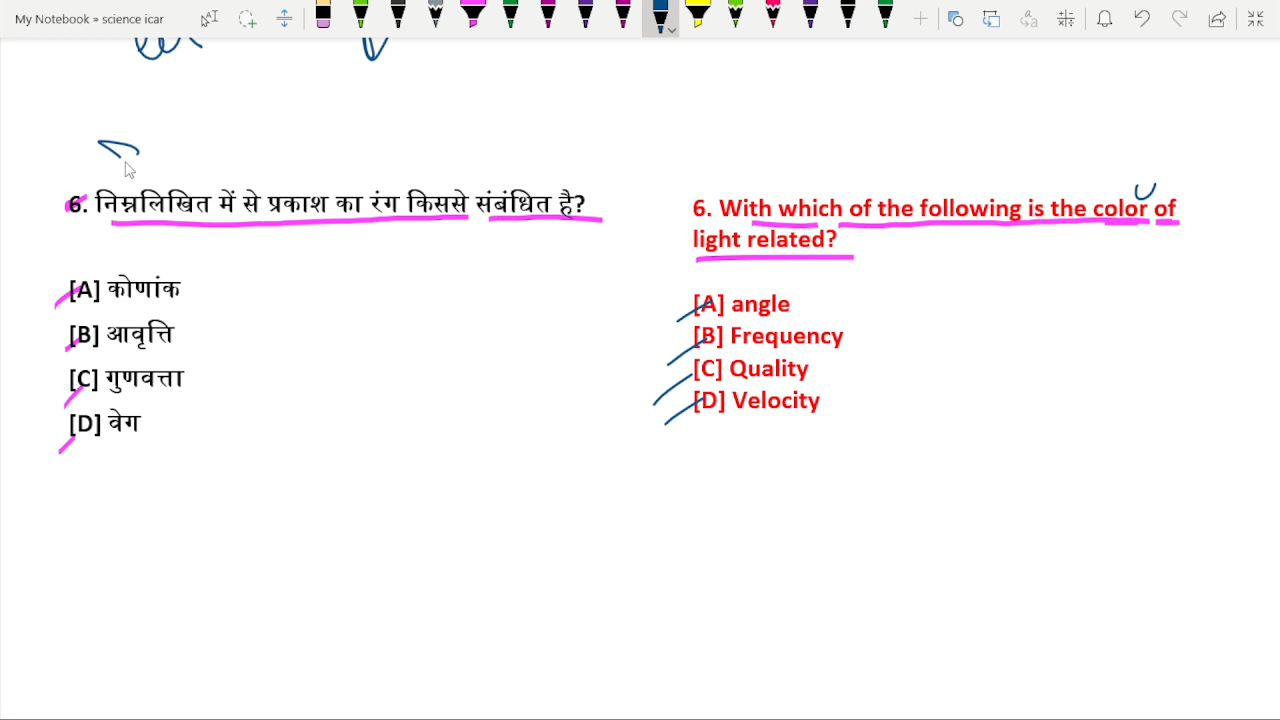 My Notebook » science icar
6. निम्नलिखित में से प्रकाश का रंग किससे संबंधित है?
[A] कोणांक
[B] आवृत्ति
[C] गुणवत्ता
[D] वेग
6. With which of the following is the color of
light related?
[A] angle
[B] Frequency
[C] Quality
[D] Velocity